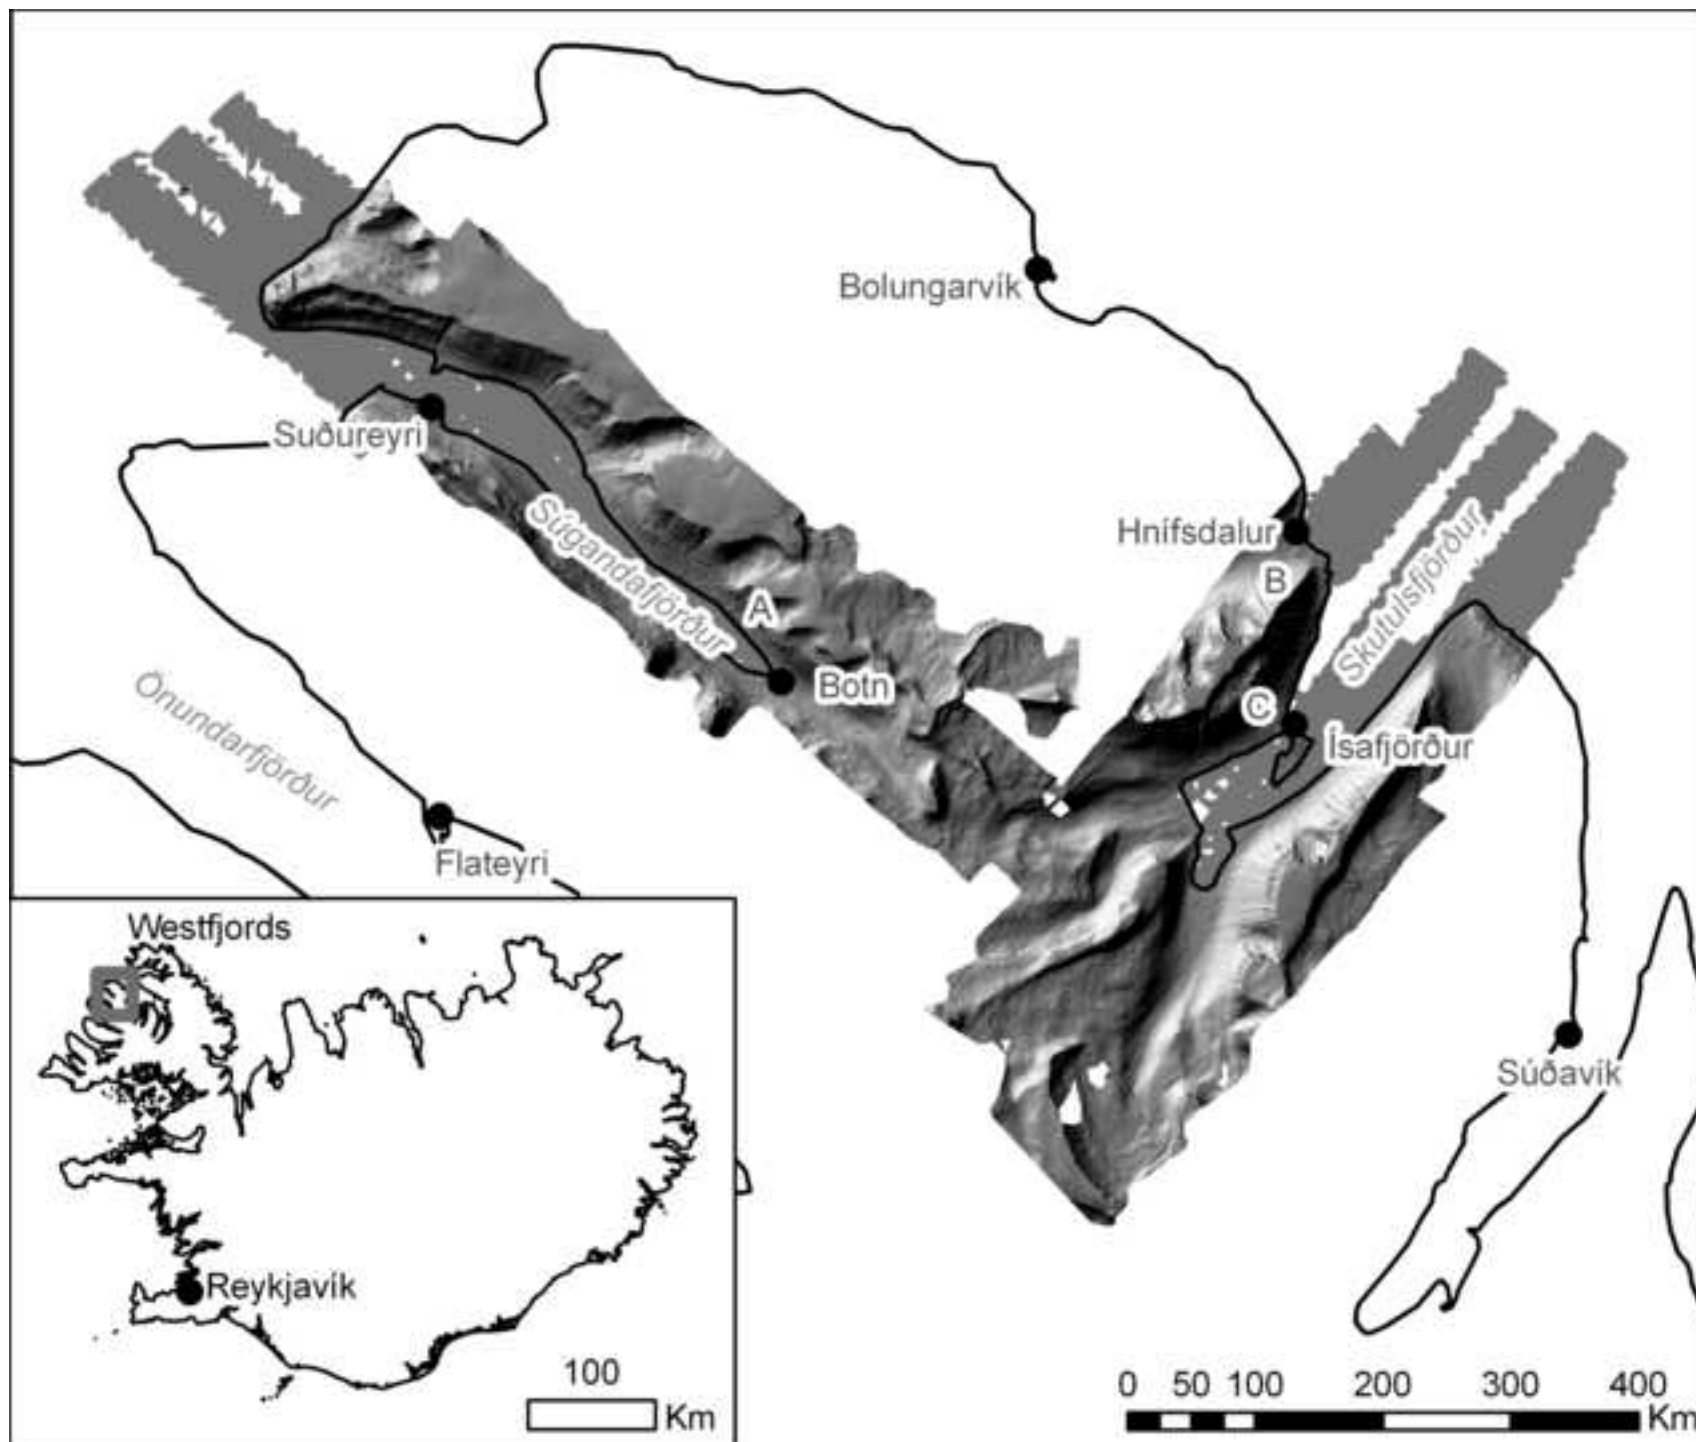 Bolungarvík
Suðureyri
Hnífsdalur
B
Súgandafjörður
A
Skutulsfjörður
Botn
C
Önundarfjörður
Ísafjörður
Flateyri
Westfjords
Súðavík
Reykjavík
100
Km
0 50 100 200 300 400
Km